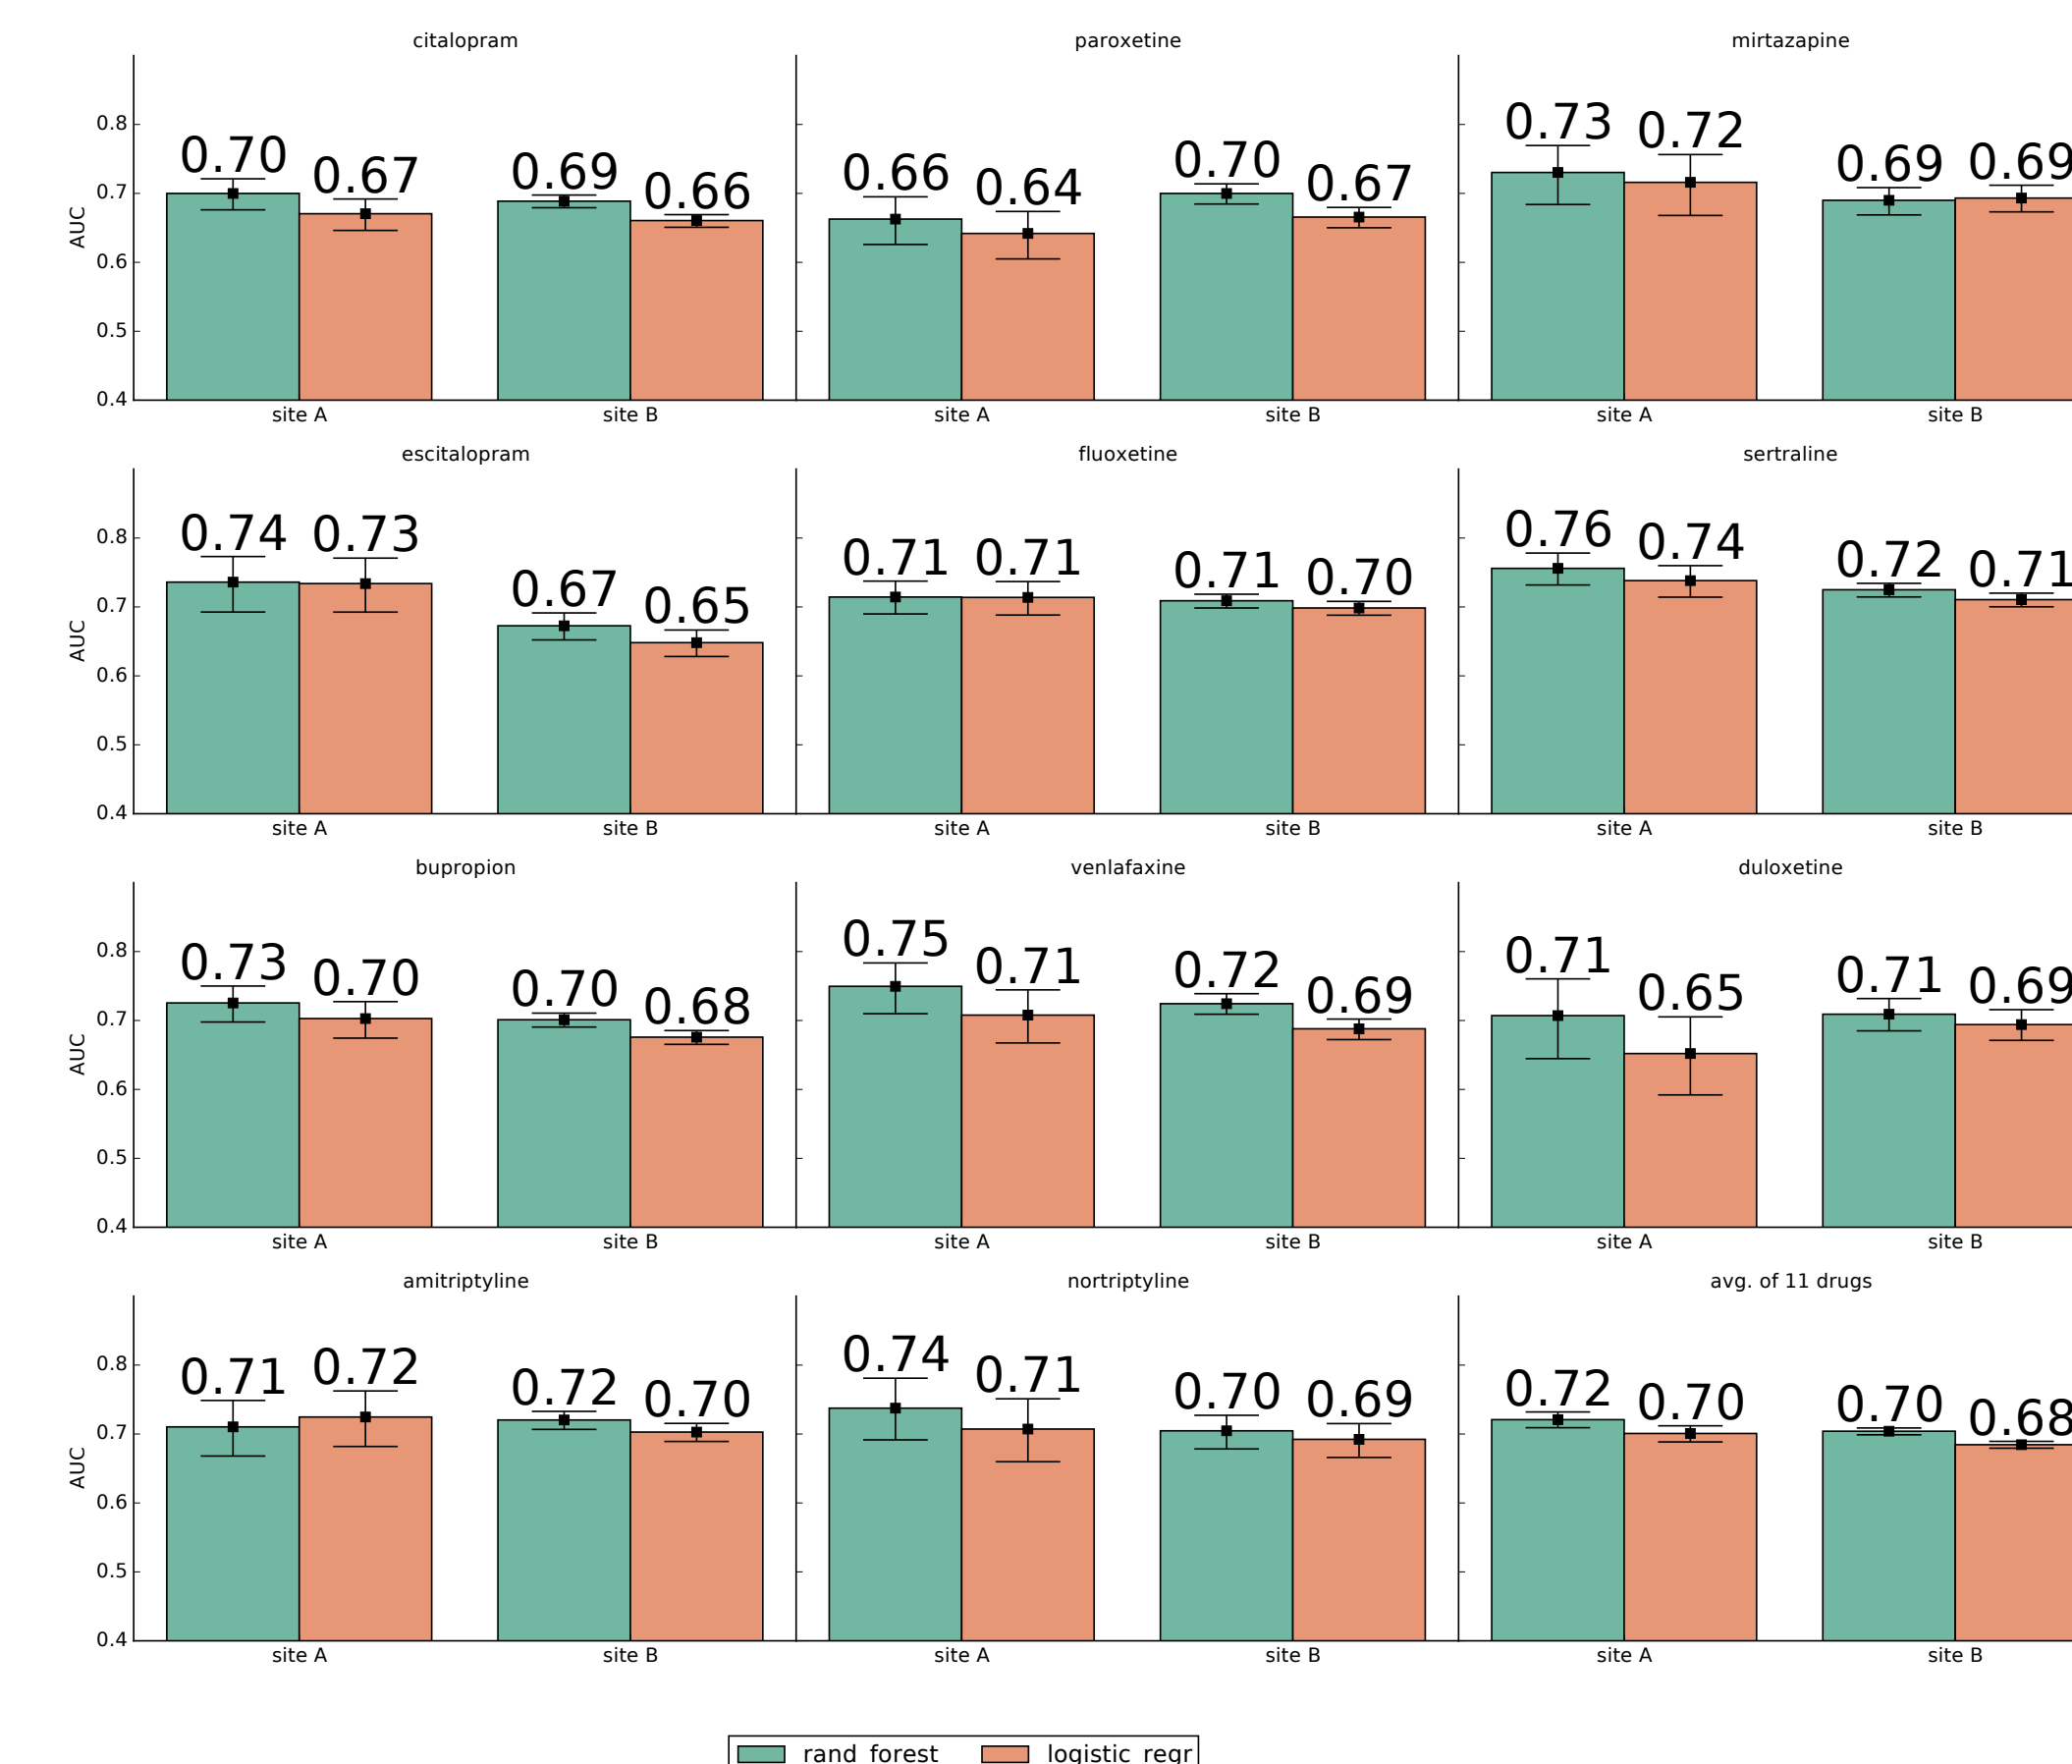 citalopram paroxetine mirtazapine
0.8
0.7
0.6
0.5
0.4
AUC
0.70 0.67 0.69 0.66
0.66 0.64 0.70 0.67
0.73 0.72 0.69 0.69
site A site B site A site B site A site B
escitalopram fluoxetine sertraline
0.8
0.7
0.6
0.5
0.4
AUC
0.74 0.73 0.67 0.65
0.71 0.71 0.71 0.70
0.76 0.74 0.72 0.71
site A site B site A site B site A site B
bupropion venlafaxine duloxetine
0.8
0.7
0.6
0.5
0.4
AUC
0.73 0.70 0.70 0.68
0.75 0.71 0.72 0.69
0.71 0.65 0.71 0.69
site A site B site A site B site A site B
amitriptyline nortriptyline avg. of 11 drugs
0.8
0.7
0.6
0.5
0.4
AUC
0.71 0.72 0.72 0.70
0.74 0.71 0.70 0.69
0.72 0.70 0.70 0.68
site A site B site A site B site A site B
rand forest logistic regr